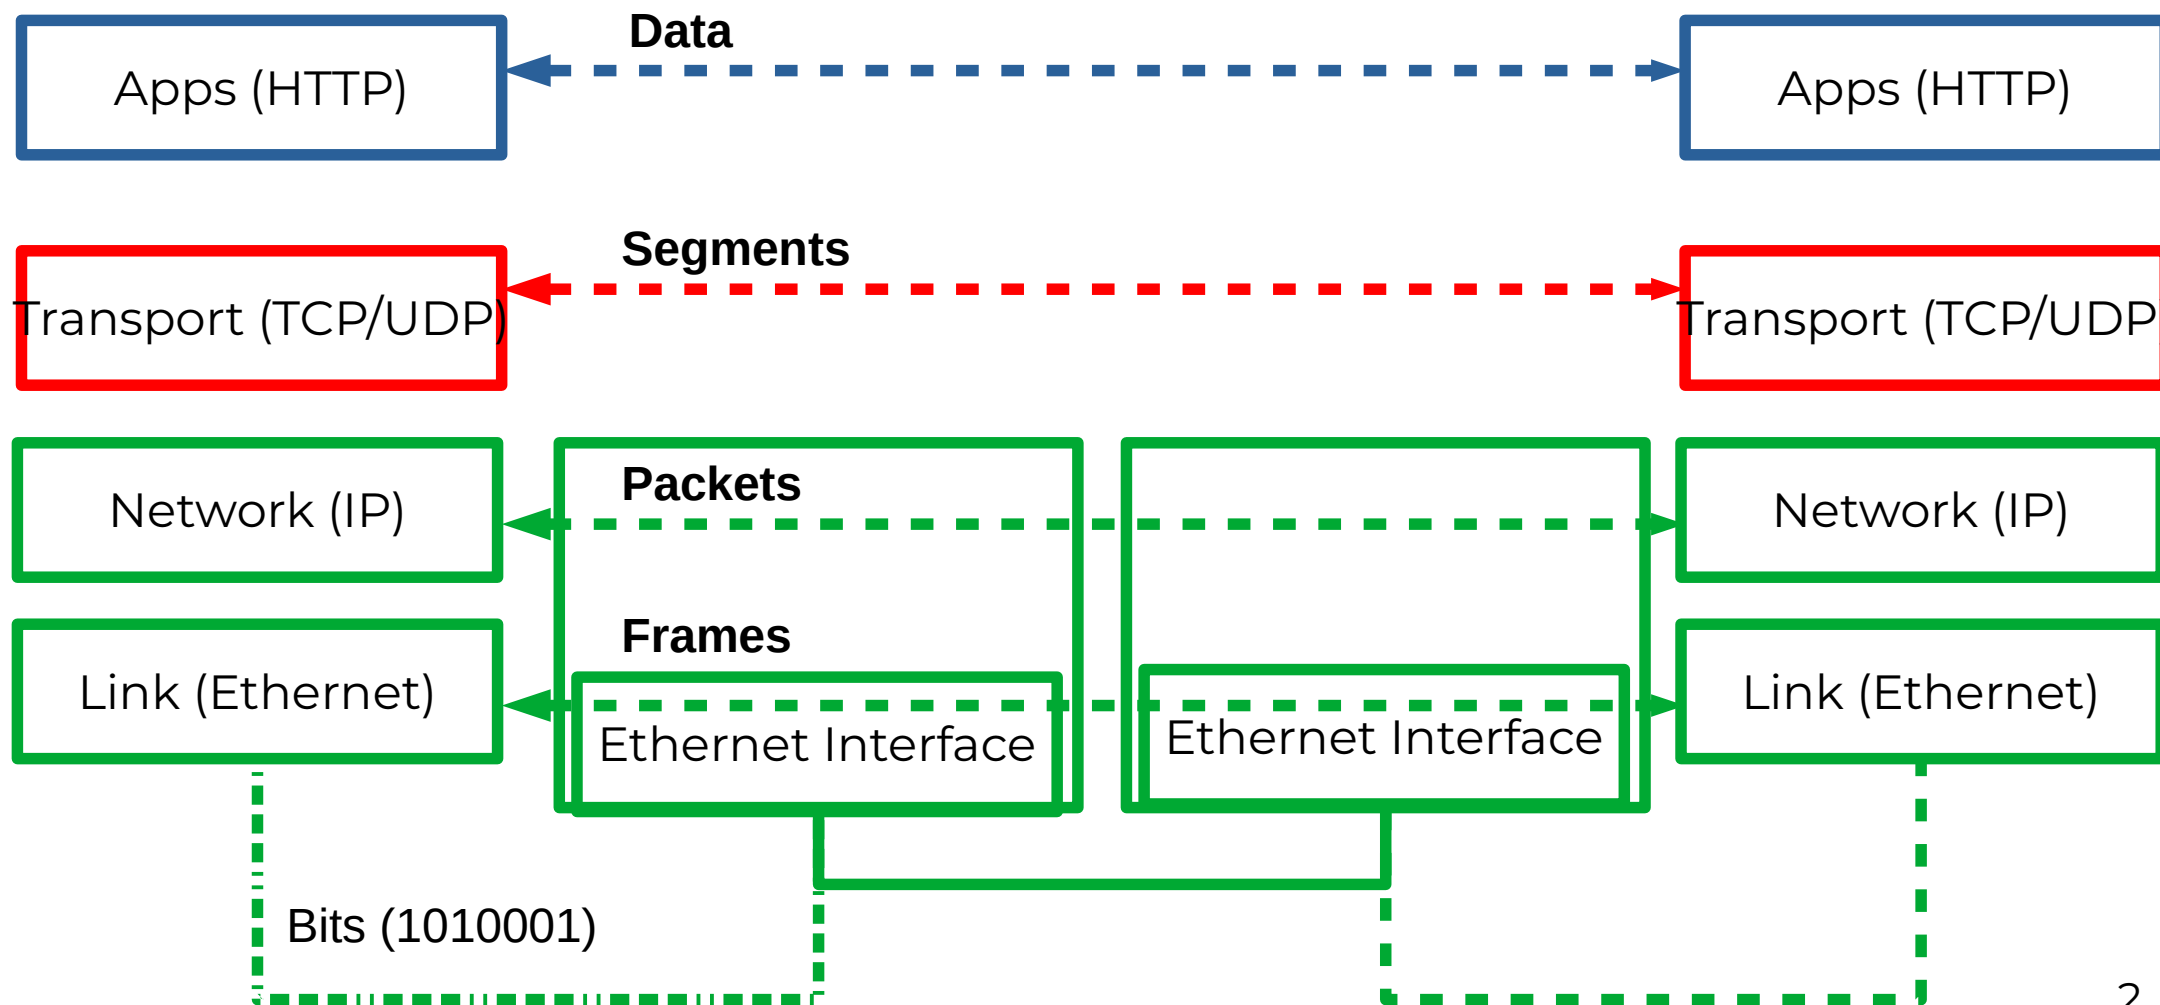 Data
Apps (HTTP)
Apps (HTTP)
Segments
Transport (TCP/UDP)
Transport (TCP/UDP
Packets
Network (IP)
Network (IP)
Frames
Link (Ethernet)
Ethernet Interface
Ethernet Interface
Link (Ethernet)
Bits (1010001)
2